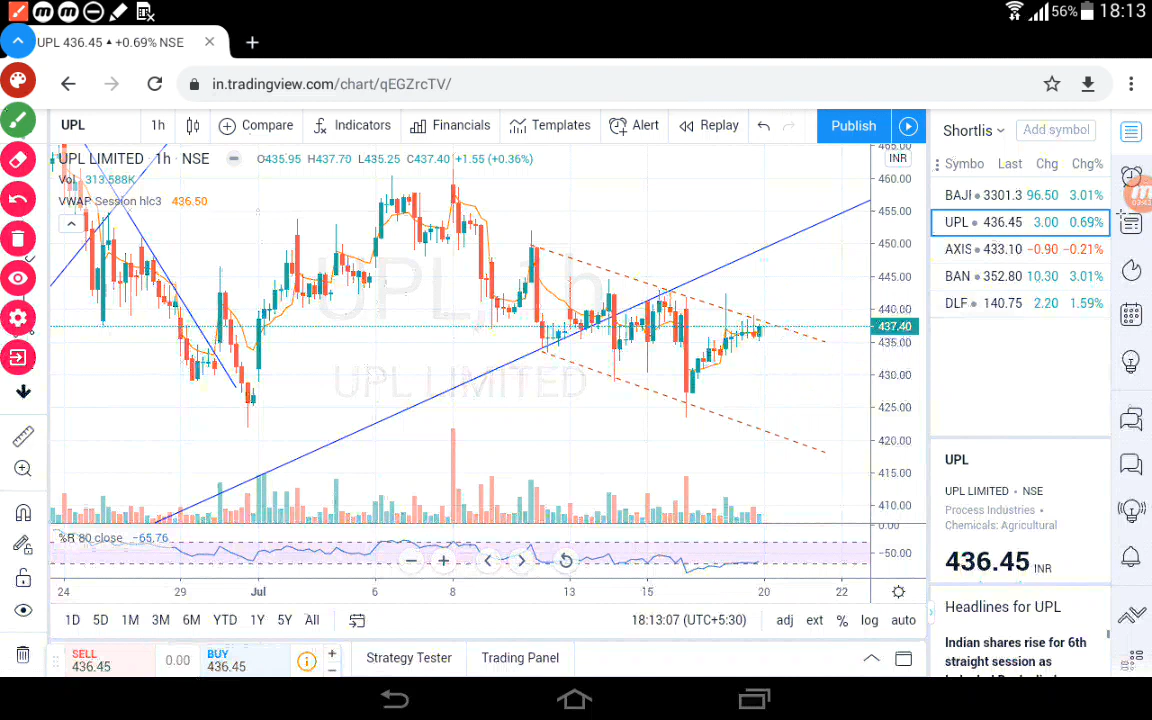 56% 18:13
UPL 436.45 ▲ +0.69% NSE
in.tradingview.com/chart/qEGZrcTV/
UPL 1h Compare Indicators Financials Templates Alert Replay Publish
Shortlis Add symbol
UPL LIMITED · 1h · NSE O435.95 H437.70 L435.25 C437.40 +1.55 (+0.36%)
Vol 313.588K
VWAP Session hlc3 436.50
UPL, 1h
UPL LIMITED
465.00
INR
460.00
455.00
450.00
445.00
440.00
437.40
435.00
430.00
425.00
420.00
415.00
410.00
%R 80 close −65.76
0.00
−50.00
24 29 Jul 6 8 13 15 20 22
1D 5D 1M 3M 6M YTD 1Y 5Y All 18:13:07 (UTC+5:30) adj ext % log auto
SELL
436.45
0.00
BUY
436.45
Strategy Tester Trading Panel
Symbo Last Chg Chg%
BAJF 3301.3 96.50 3.01%
UPL 436.45 3.00 0.69%
AXIS 433.10 −0.90 −0.21%
BAN 352.80 10.30 3.01%
DLF 140.75 2.20 1.59%
UPL
UPL LIMITED • NSE
Process Industries •
Chemicals: Agricultural
436.45 INR
Headlines for UPL
Indian shares rise for 6th
straight session as